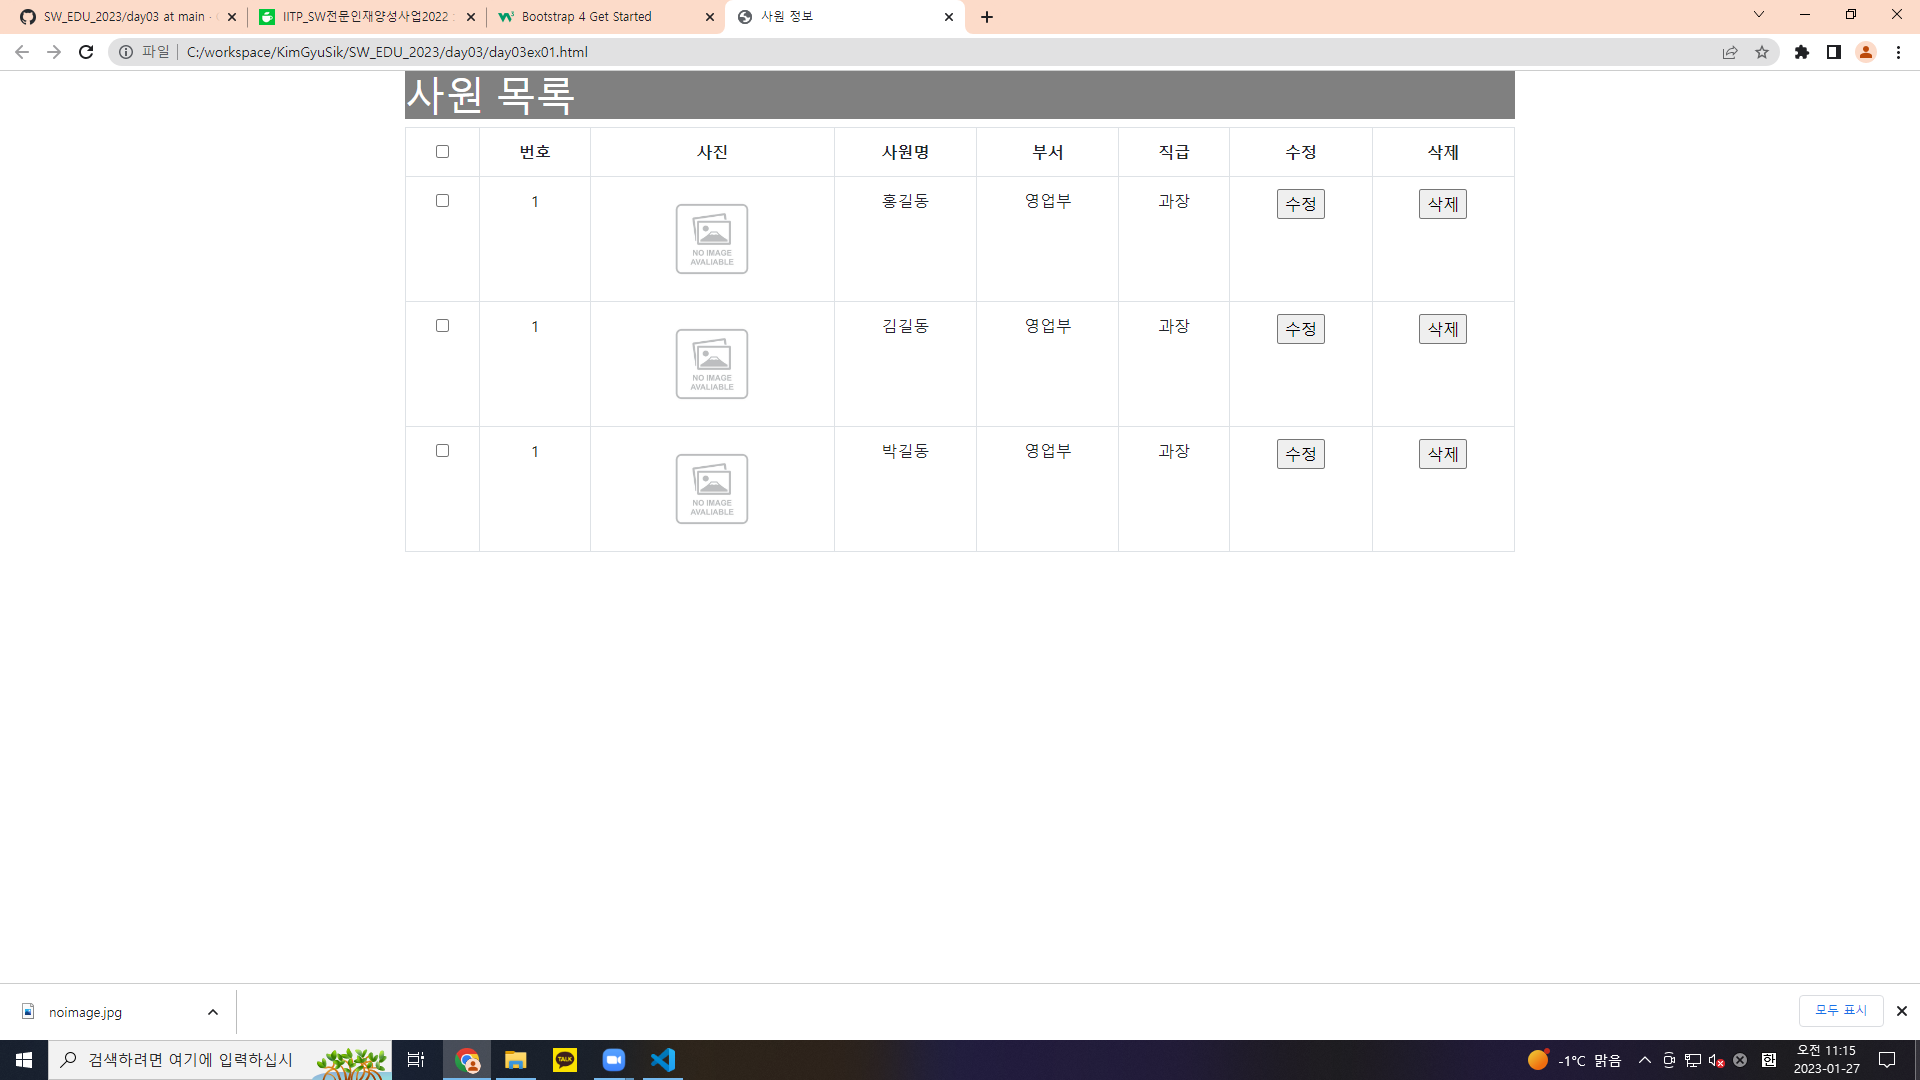 SW_EDU_2023/day03 at main ·
IITP_SW전문인재양성사업2022 :
Bootstrap 4 Get Started
사원 정보
파일
C:/workspace/KimGyuSik/SW_EDU_2023/day03/day03ex01.html
사원 목록
번호 사진 사원명 부서 직급 수정 삭제
1 홍길동 영업부 과장 수정 삭제
NO IMAGE
AVALIABLE
1 김길동 영업부 과장 수정 삭제
NO IMAGE
AVALIABLE
1 박길동 영업부 과장 수정 삭제
NO IMAGE
AVALIABLE
noimage.jpg
모두 표시
검색하려면 여기에 입력하십시
TALK
-1°C 맑음
한
오전 11:15
2023-01-27